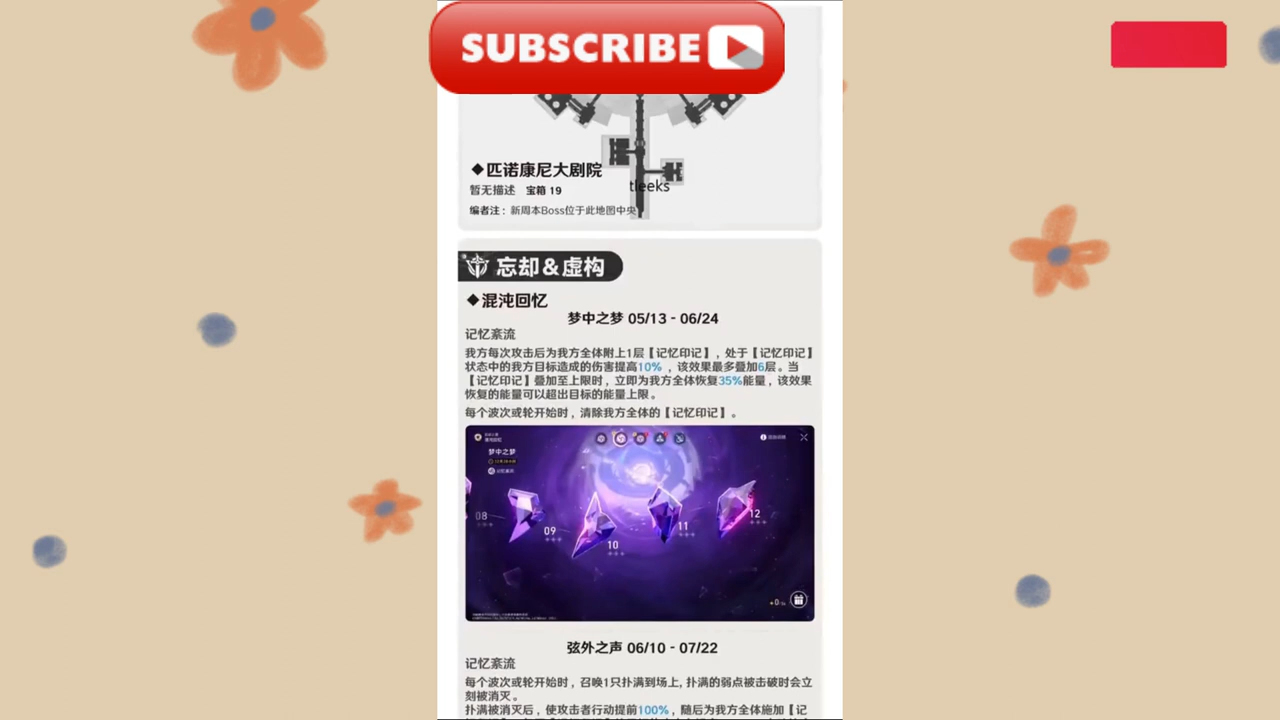 SUBSCRIBE
◆匹诺康尼大剧院
tleeks
暂无描述 宝箱 19
编者注：新周本Boss位于此地图中央
忘却&虚构
◆混沌回忆
梦中之梦 05/13 - 06/24
记忆紊流
我方每次攻击后为我方全体附上1层【记忆印记】，处于【记忆印记】
状态中的我方目标造成的伤害提高10%，该效果最多叠加6层。当
【记忆印记】叠加至上限时，立即为我方全体恢复35%能量，该效果
恢复的能量可以超出目标的能量上限。
每个波次或轮开始时，清除我方全体的【记忆印记】。
混沌回忆
梦中之梦
08
09
10
11
12
弦外之声 06/10 - 07/22
记忆紊流
每个波次或轮开始时，召唤1只扑满到场上, 扑满的弱点被击破时会立
刻被消灭。
扑满被消灭后，使攻击者行动提前100%，随后为我方全体施加【记